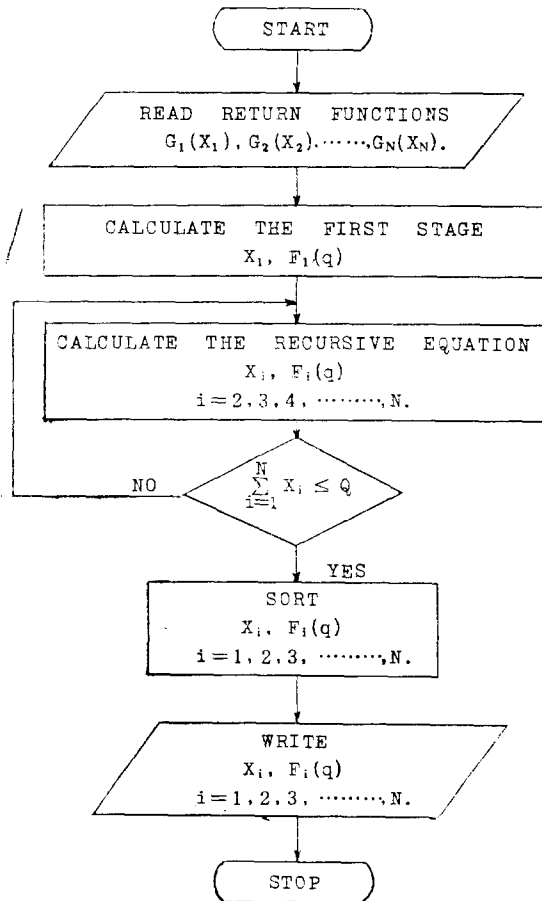 START
READ RETURN FUNCTIONS
G₁(X₁), G₂(X₂),······,G_N(X_N).
CALCULATE THE FIRST STAGE
X₁, F₁(q)
CALCULATE THE RECURSIVE EQUATION
Xᵢ, Fᵢ(q)
i=2,3,4, ·········,N.
N
∑ Xᵢ ≤ Q
i=1
NO
YES
SORT
Xᵢ, Fᵢ(q)
i=1,2,3, ·········,N.
WRITE
Xᵢ, Fᵢ(q)
i=1,2,3, ·········,N.
STOP